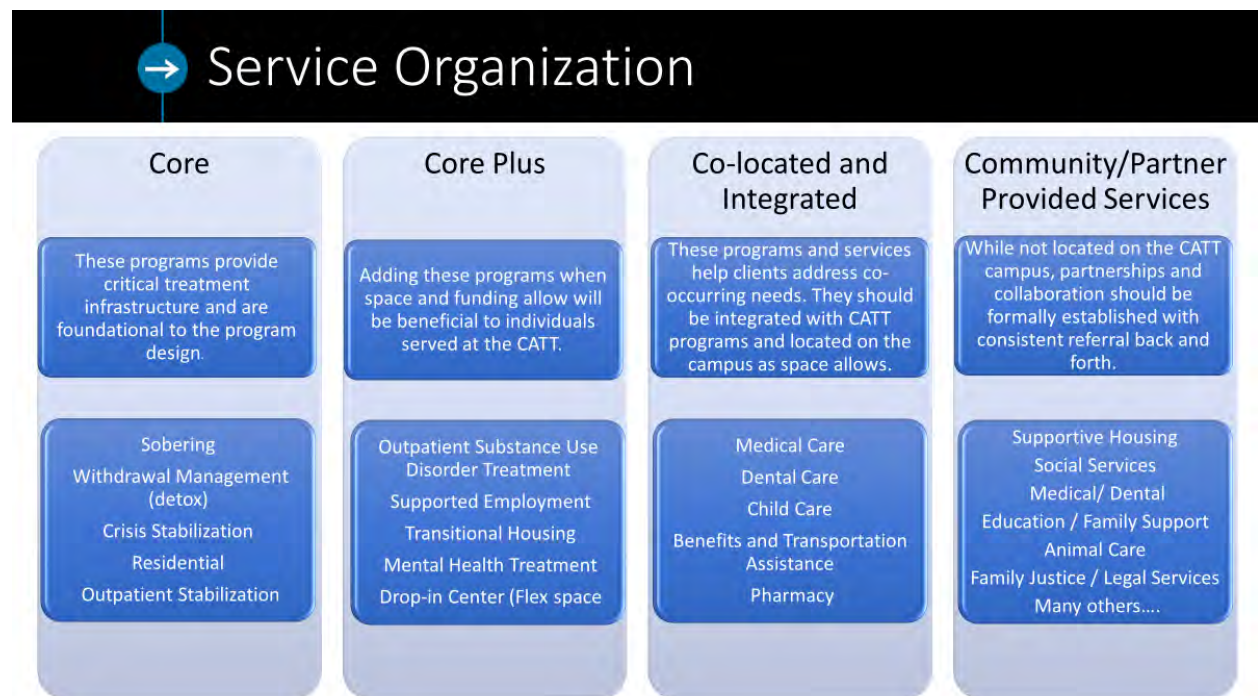 Service Organization
Core
These programs provide
critical treatment
infrastructure and are
foundational to the program
design.
Sobering
Withdrawal Management
(detox)
Crisis Stabilization
Residential
Outpatient Stabilization
Core Plus
Adding these programs when
space and funding allow will
be beneficial to individuals
served at the CATT.
Outpatient Substance Use
Disorder Treatment
Supported Employment
Transitional Housing
Mental Health Treatment
Drop-in Center (Flex space
Co-located and
Integrated
These programs and services
help clients address co-
occurring needs. They should
be integrated with CATT
programs and located on the
campus as space allows.
Medical Care
Dental Care
Child Care
Benefits and Transportation
Assistance
Pharmacy
Community/Partner
Provided Services
While not located on the CATT
campus, partnerships and
collaboration should be
formally established with
consistent referral back and
forth.
Supportive Housing
Social Services
Medical/ Dental
Education / Family Support
Animal Care
Family Justice / Legal Services
Many others....